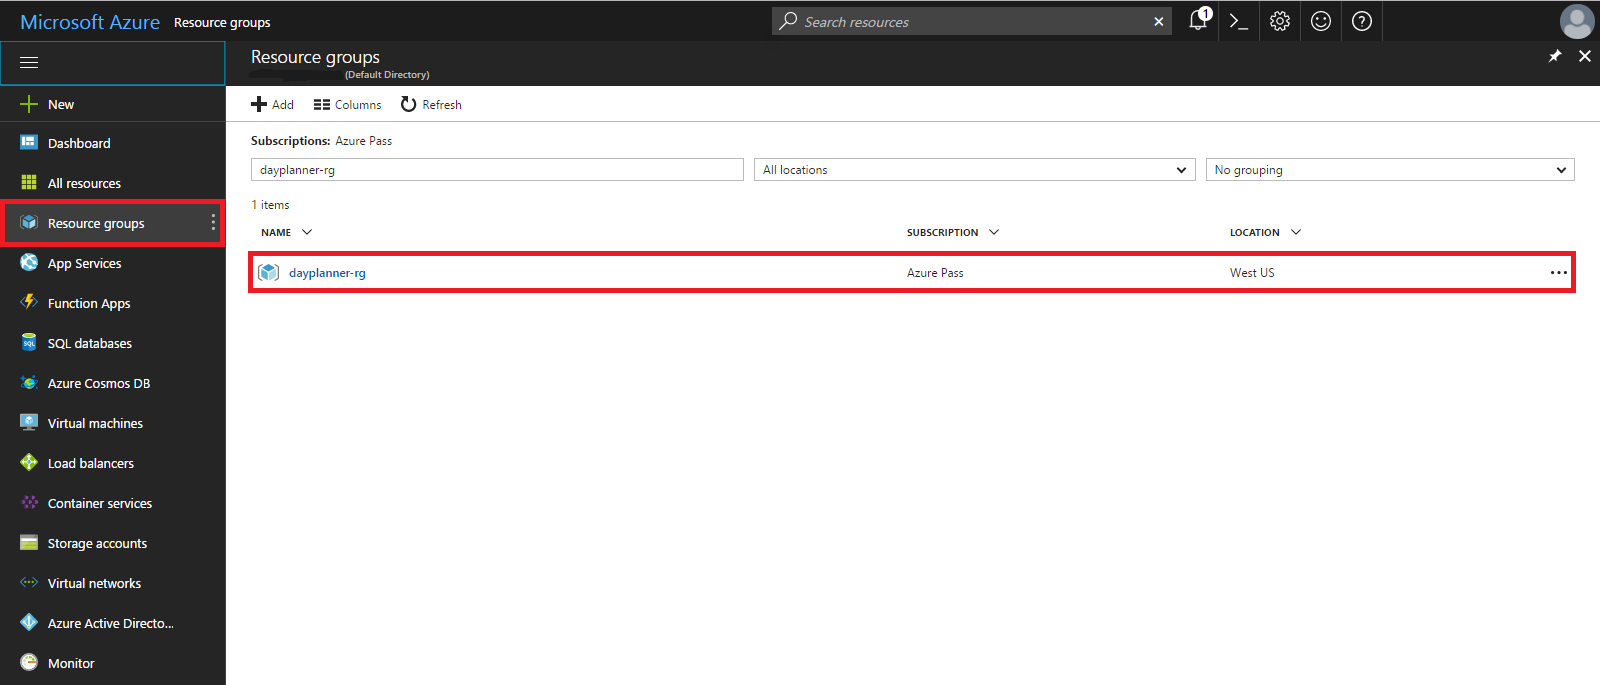 Microsoft Azure Resource groups
Search resources
1
Resource groups
(Default Directory)
New
Dashboard
All resources
Resource groups
App Services
Function Apps
SQL databases
Azure Cosmos DB
Virtual machines
Load balancers
Container services
Storage accounts
Virtual networks
Azure Active Directo...
Monitor
Add Columns Refresh
Subscriptions: Azure Pass
dayplanner-rg All locations No grouping
1 items
NAME SUBSCRIPTION LOCATION
dayplanner-rg Azure Pass West US